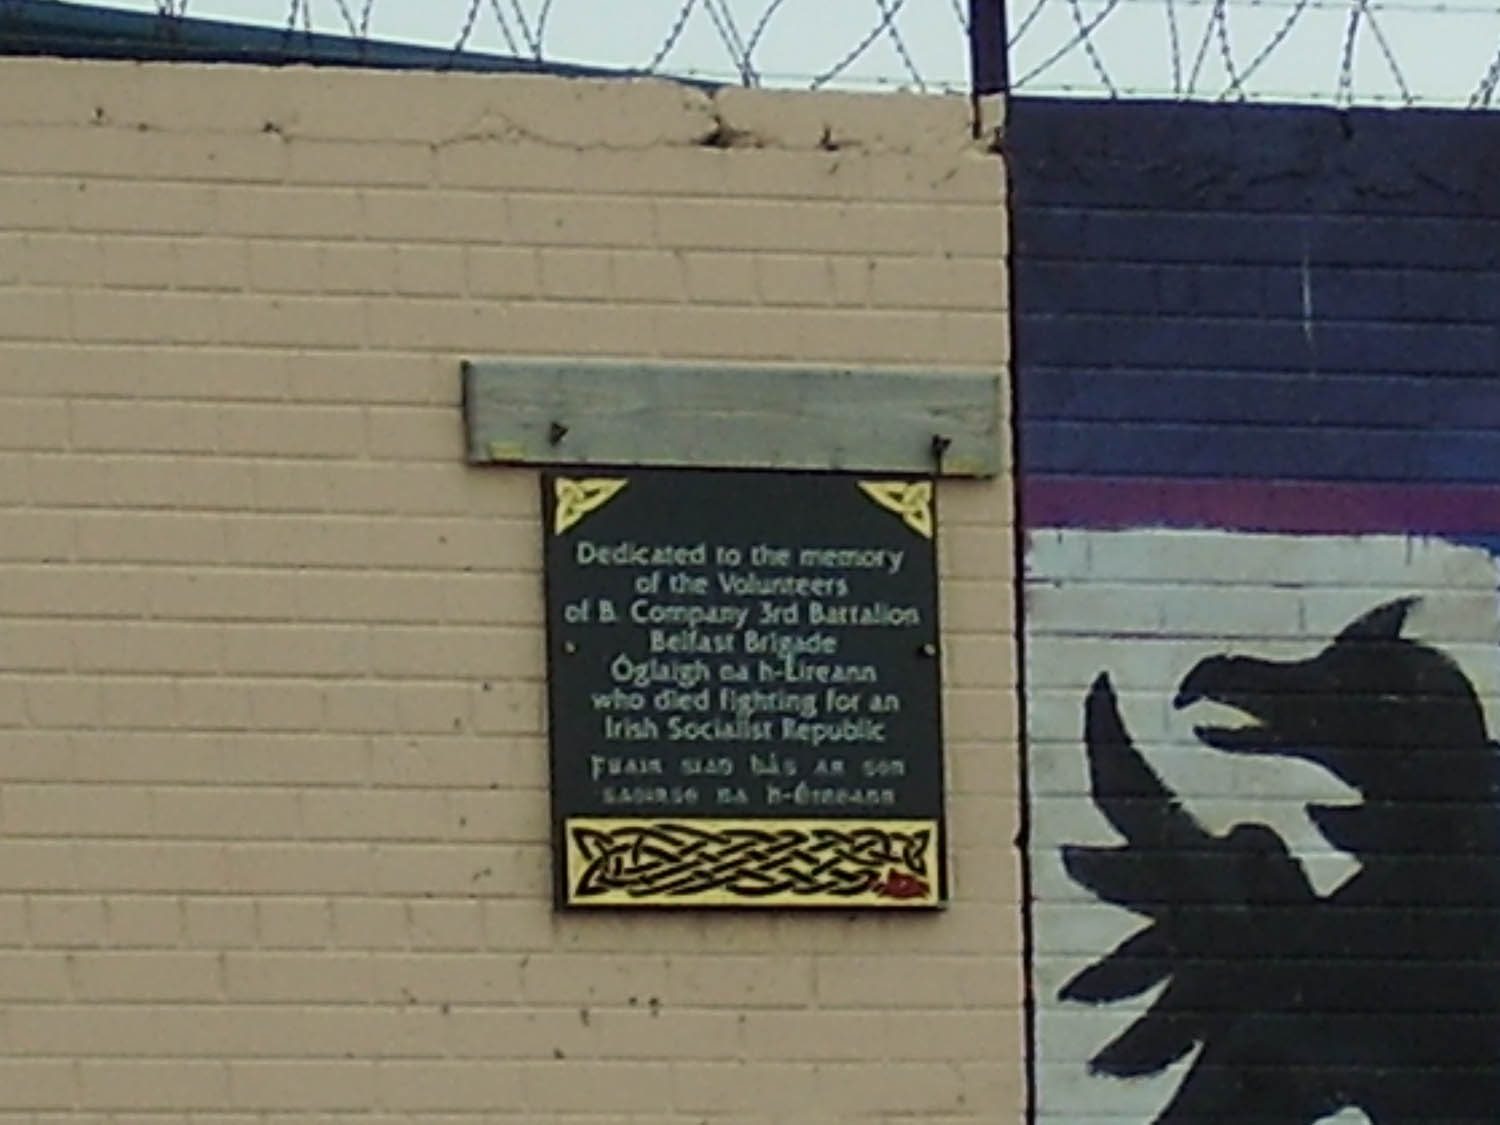 Dedicated to the memory
of the Volunteers
of B. Company 3rd Battalion
Belfast Brigade
Óglaigh na h-Eireann
who died fighting for an
Irish Socialist Republic
Fuair siad bás ar son
saoirse na h-Éireann